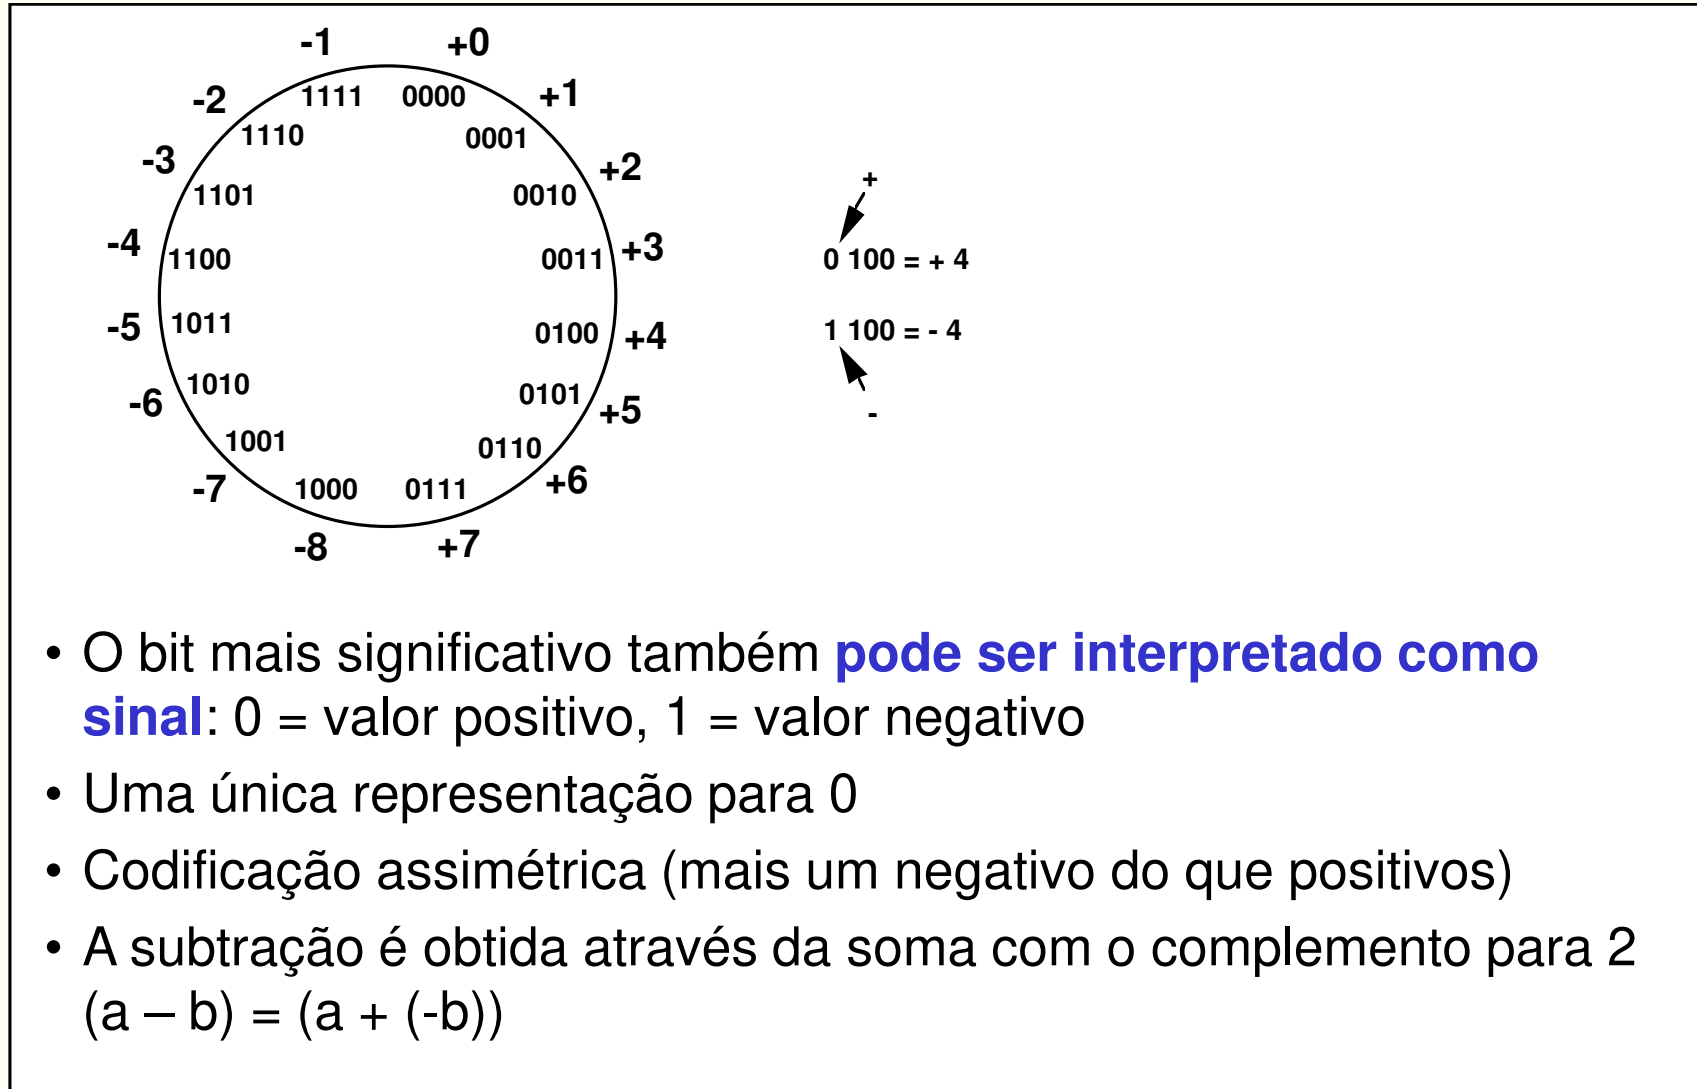 -1 +0
-2 1111 0000 +1
1110 0001
-3 +2
1101 0010 +
-4 1100 0011 +3 0 100 = + 4
-5 1011 0100 +4 1 100 = - 4
-6 1010 0101 +5 -
1001 0110
-7 1000 0111 +6
-8 +7
• O bit mais significativo também pode ser interpretado como
sinal: 0 = valor positivo, 1 = valor negativo
• Uma única representação para 0
• Codificação assimétrica (mais um negativo do que positivos)
• A subtração é obtida através da soma com o complemento para 2
(a – b) = (a + (-b))